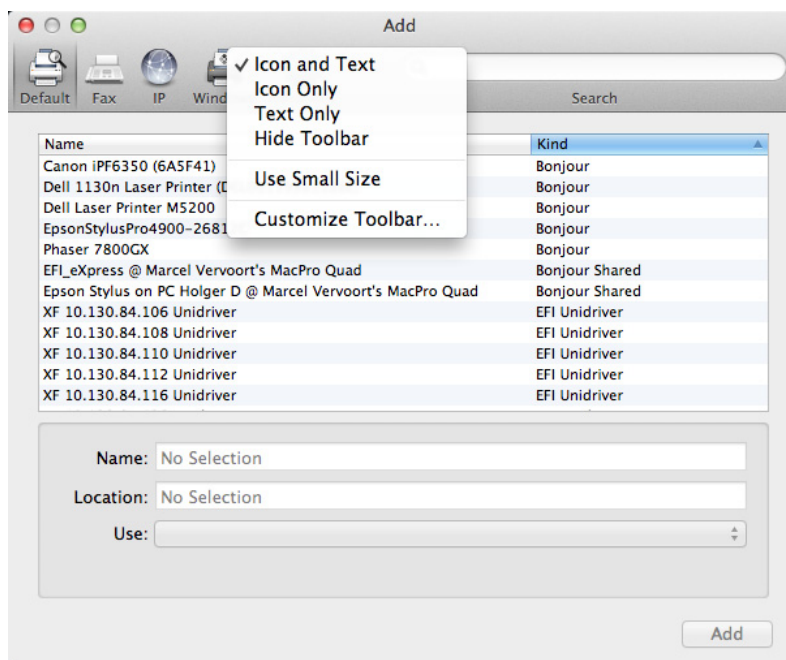 Add
✓ Icon and Text
Icon Only
Text Only
Hide Toolbar
Use Small Size
Customize Toolbar...
Default Fax IP Wind Search
Name Kind
Canon iPF6350 (6A5F41) Bonjour
Dell 1130n Laser Printer (D Bonjour
Dell Laser Printer M5200 Bonjour
EpsonStylusPro4900-2681 Bonjour
Phaser 7800GX Bonjour
EFI_eXpress @ Marcel Vervoort's MacPro Quad Bonjour Shared
Epson Stylus on PC Holger D @ Marcel Vervoort's MacPro Quad Bonjour Shared
XF 10.130.84.106 Unidriver EFI Unidriver
XF 10.130.84.108 Unidriver EFI Unidriver
XF 10.130.84.110 Unidriver EFI Unidriver
XF 10.130.84.112 Unidriver EFI Unidriver
XF 10.130.84.116 Unidriver EFI Unidriver
Name: No Selection
Location: No Selection
Use:
Add